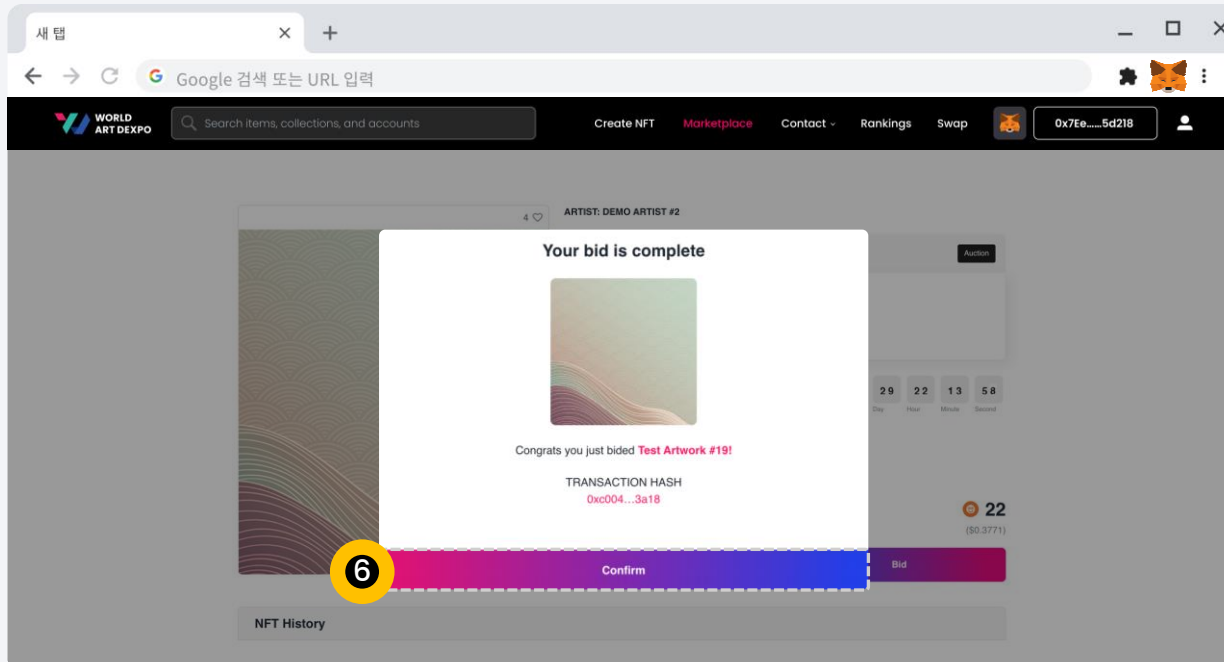 새 탭
Google 검색 또는 URL 입력
WORLD
ART DEXPO
Search items, collections, and accounts
Create NFT
Marketplace
Contact
Rankings
Swap
0x7Ee......5d218
4
ARTIST: DEMO ARTIST #2
Your bid is complete
Auction
29 22 13 58
Day Hour Minute Second
Congrats you just bided Test Artwork #19!
TRANSACTION HASH
0xc004...3a18
22
($0.3771)
6
Confirm
Bid
NFT History